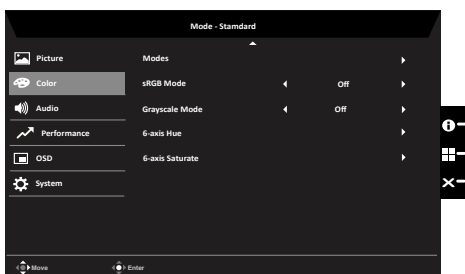 Mode - Stamdard
Picture
Modes
Color
sRGB Mode
Off
Audio
Grayscale Mode
Off
Performance
6-axis Hue
OSD
6-axis Saturate
System
Move
Enter